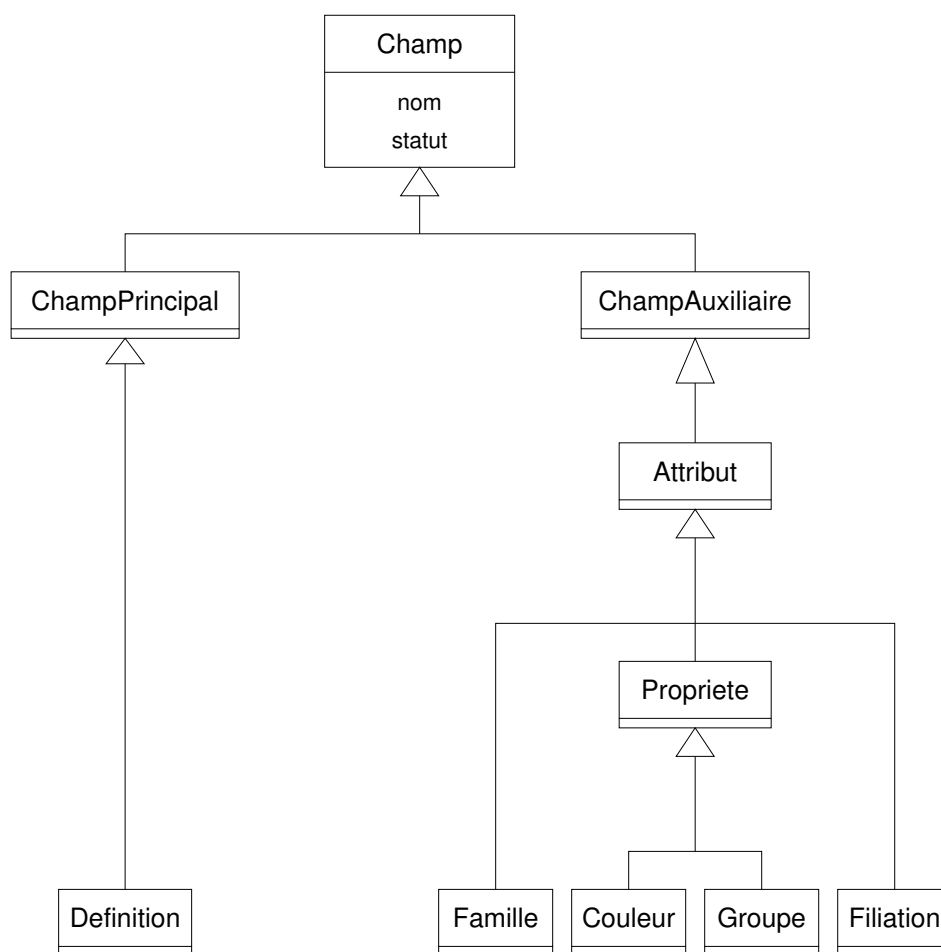 Champ
nom
statut
ChampPrincipal
ChampAuxiliaire
Attribut
Propriete
Definition
Famille
Couleur
Groupe
Filiation